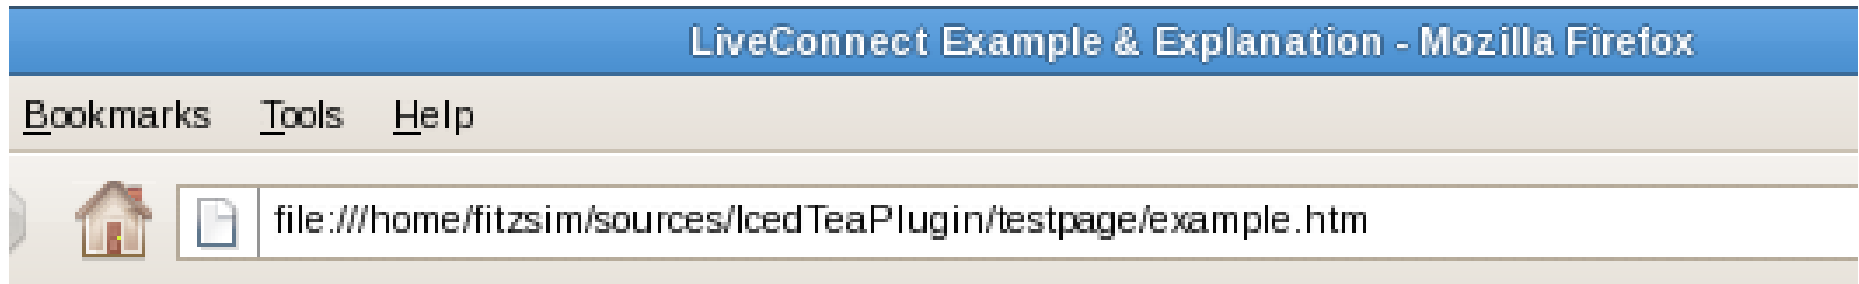 LiveConnect Example & Explanation - Mozilla Firefox
Bookmarks Tools Help
file:///home/fitzsim/sources/IcedTeaPlugin/testpage/example.htm